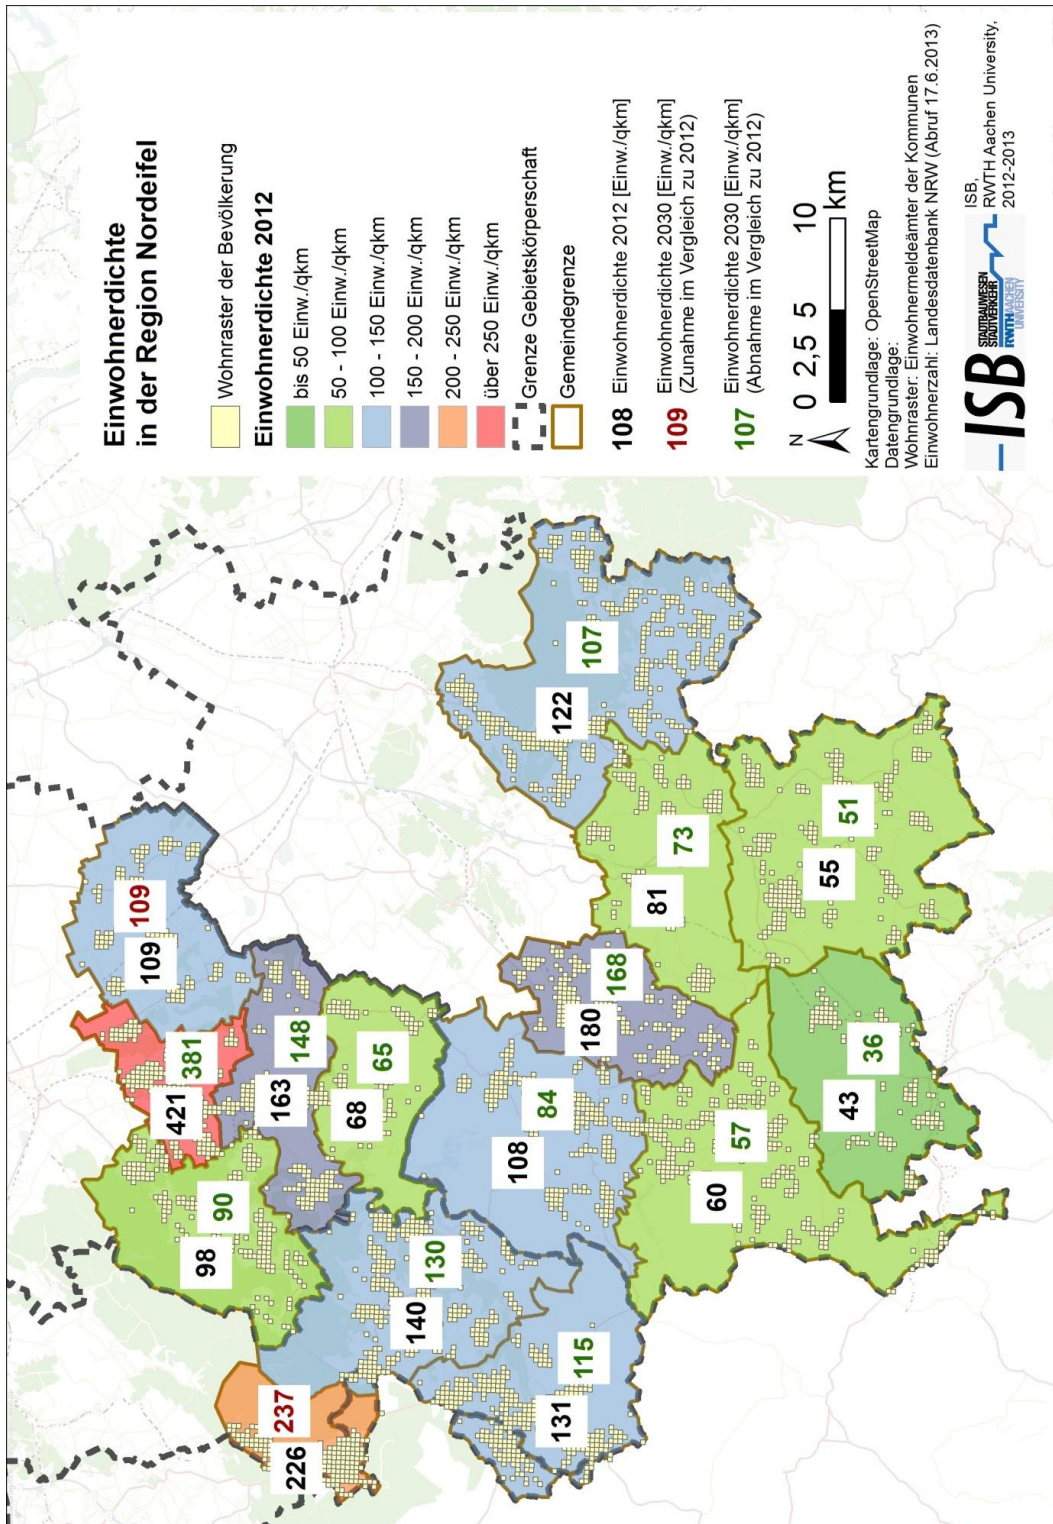 Einwohnerdichte
in der Region Nordeifel
Wohnraster der Bevölkerung
Einwohnerdichte 2012
bis 50 Einw./qkm
50 - 100 Einw./qkm
100 - 150 Einw./qkm
150 - 200 Einw./qkm
200 - 250 Einw./qkm
über 250 Einw./qkm
Grenze Gebietskörperschaft
Gemeindegrenze
108 Einwohnerdichte 2012 [Einw./qkm]
109 Einwohnerdichte 2030 [Einw./qkm]
(Zunahme im Vergleich zu 2012)
107 Einwohnerdichte 2030 [Einw./qkm]
(Abnahme im Vergleich zu 2012)
N
0 2,5 5 10
km
Kartengrundlage: OpenStreetMap
Datengrundlage:
Wohnraster: Einwohnermeldeämter der Kommunen
Einwohnerzahl: Landesdatenbank NRW (Abruf 17.6.2013)
ISB
STADTBAUWESEN
STADTVERKEHR
RWTH AACHEN
UNIVERSITY
ISB,
RWTH Aachen University,
2012-2013
226 237
98 90
421 381
109 109
163 148
68 65
140 130
131 115
108 84
180 168
122 107
81 73
60 57
43 36
55 51